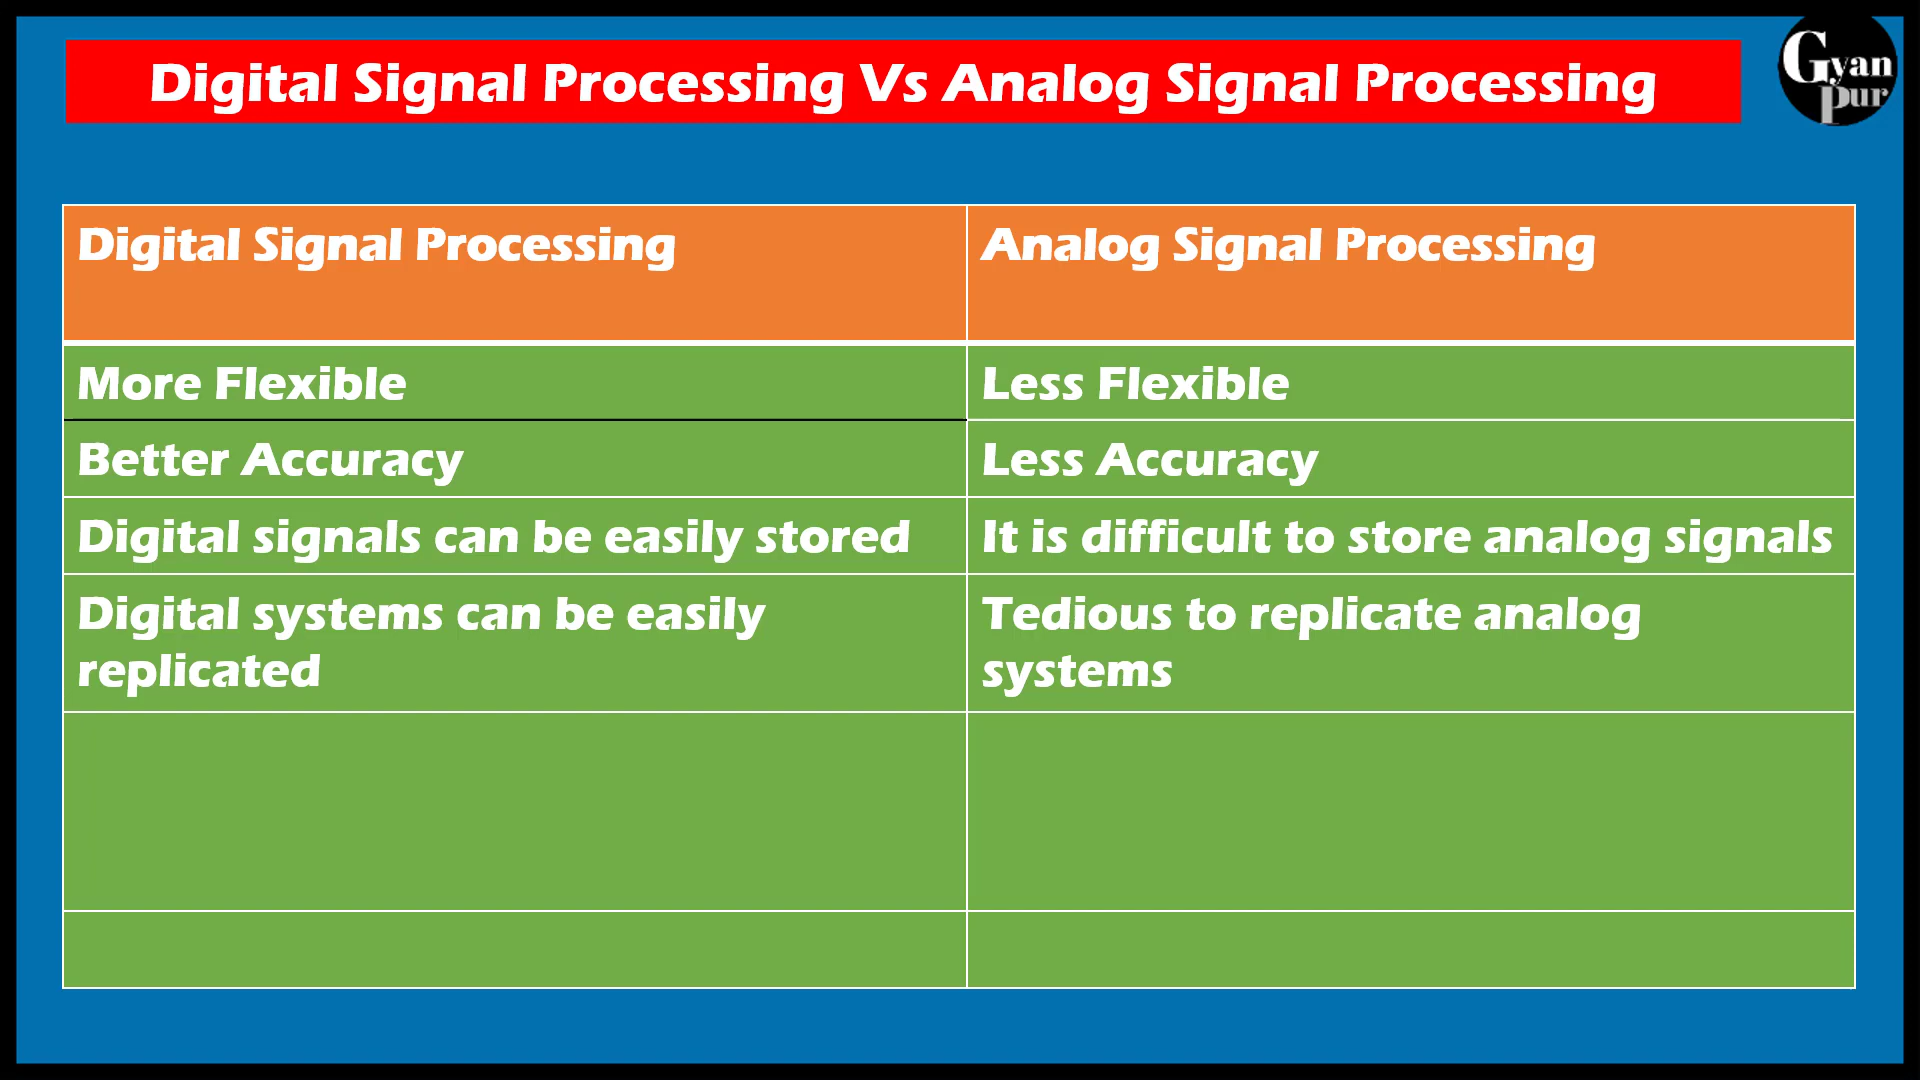 Digital Signal Processing Vs Analog Signal Processing
Gyan
pur
Digital Signal Processing
Analog Signal Processing
More Flexible
Less Flexible
Better Accuracy
Less Accuracy
Digital signals can be easily stored
It is difficult to store analog signals
Digital systems can be easily
replicated
Tedious to replicate analog
systems